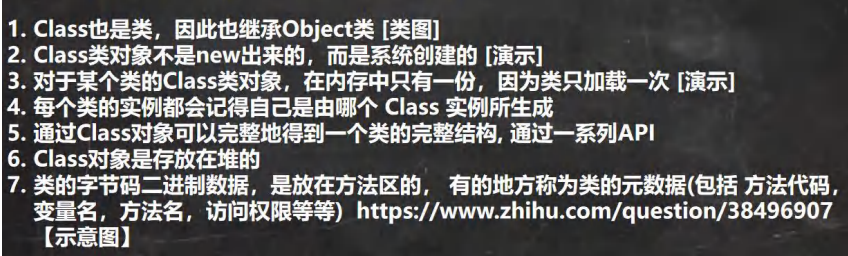 1. Class也是类，因此也继承Object类 [类图]
2. Class类对象不是new出来的，而是系统创建的 [演示]
3. 对于某个类的Class类对象，在内存中只有一份，因为类只加载一次 [演示]
4. 每个类的实例都会记得自己是由哪个 Class 实例所生成
5. 通过Class对象可以完整地得到一个类的完整结构, 通过一系列API
6. Class对象是存放在堆的
7. 类的字节码二进制数据，是放在方法区的， 有的地方称为类的元数据(包括 方法代码，
变量名，方法名，访问权限等等) https://www.zhihu.com/question/38496907
【示意图】